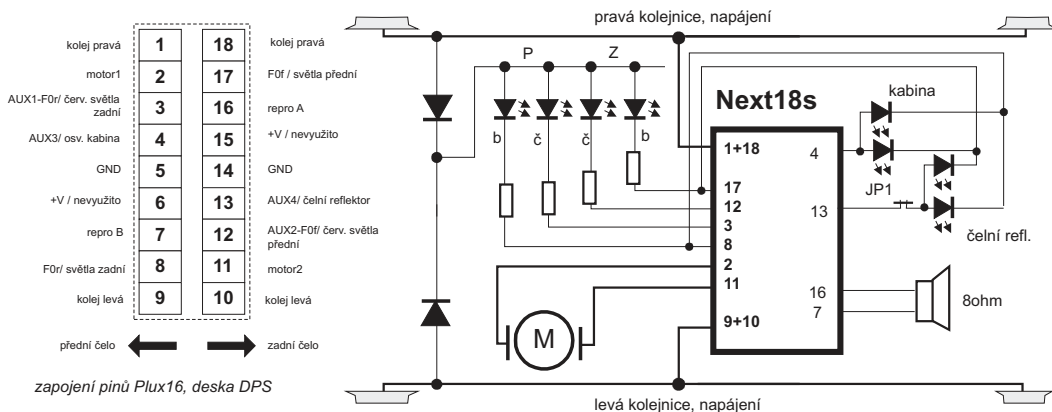 kolej pravá 1 18 kolej pravá
motor1 2 17 F0f / světla přední
AUX1-F0r/ červ. světla
zadní 3 16 repro A
AUX3/ osv. kabina 4 15 +V / nevyužito
GND 5 14 GND
+V / nevyužito 6 13 AUX4/ čelní reflektor
repro B 7 12 AUX2-F0f/ červ. světla
přední
F0r/ světla zadní 8 11 motor2
kolej levá 9 10 kolej levá
přední čelo zadní čelo
zapojení pinů Plux16, deska DPS
pravá kolejnice, napájení
P Z
b č č b
Next18s
1+18
17
12
3
8
2
11
9+10
4
13
16
7
kabina
JP1
čelní refl.
8ohm
M
levá kolejnice, napájení